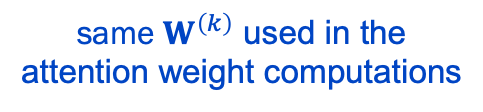 same W⁽ᵏ⁾ used in the
attention weight computations